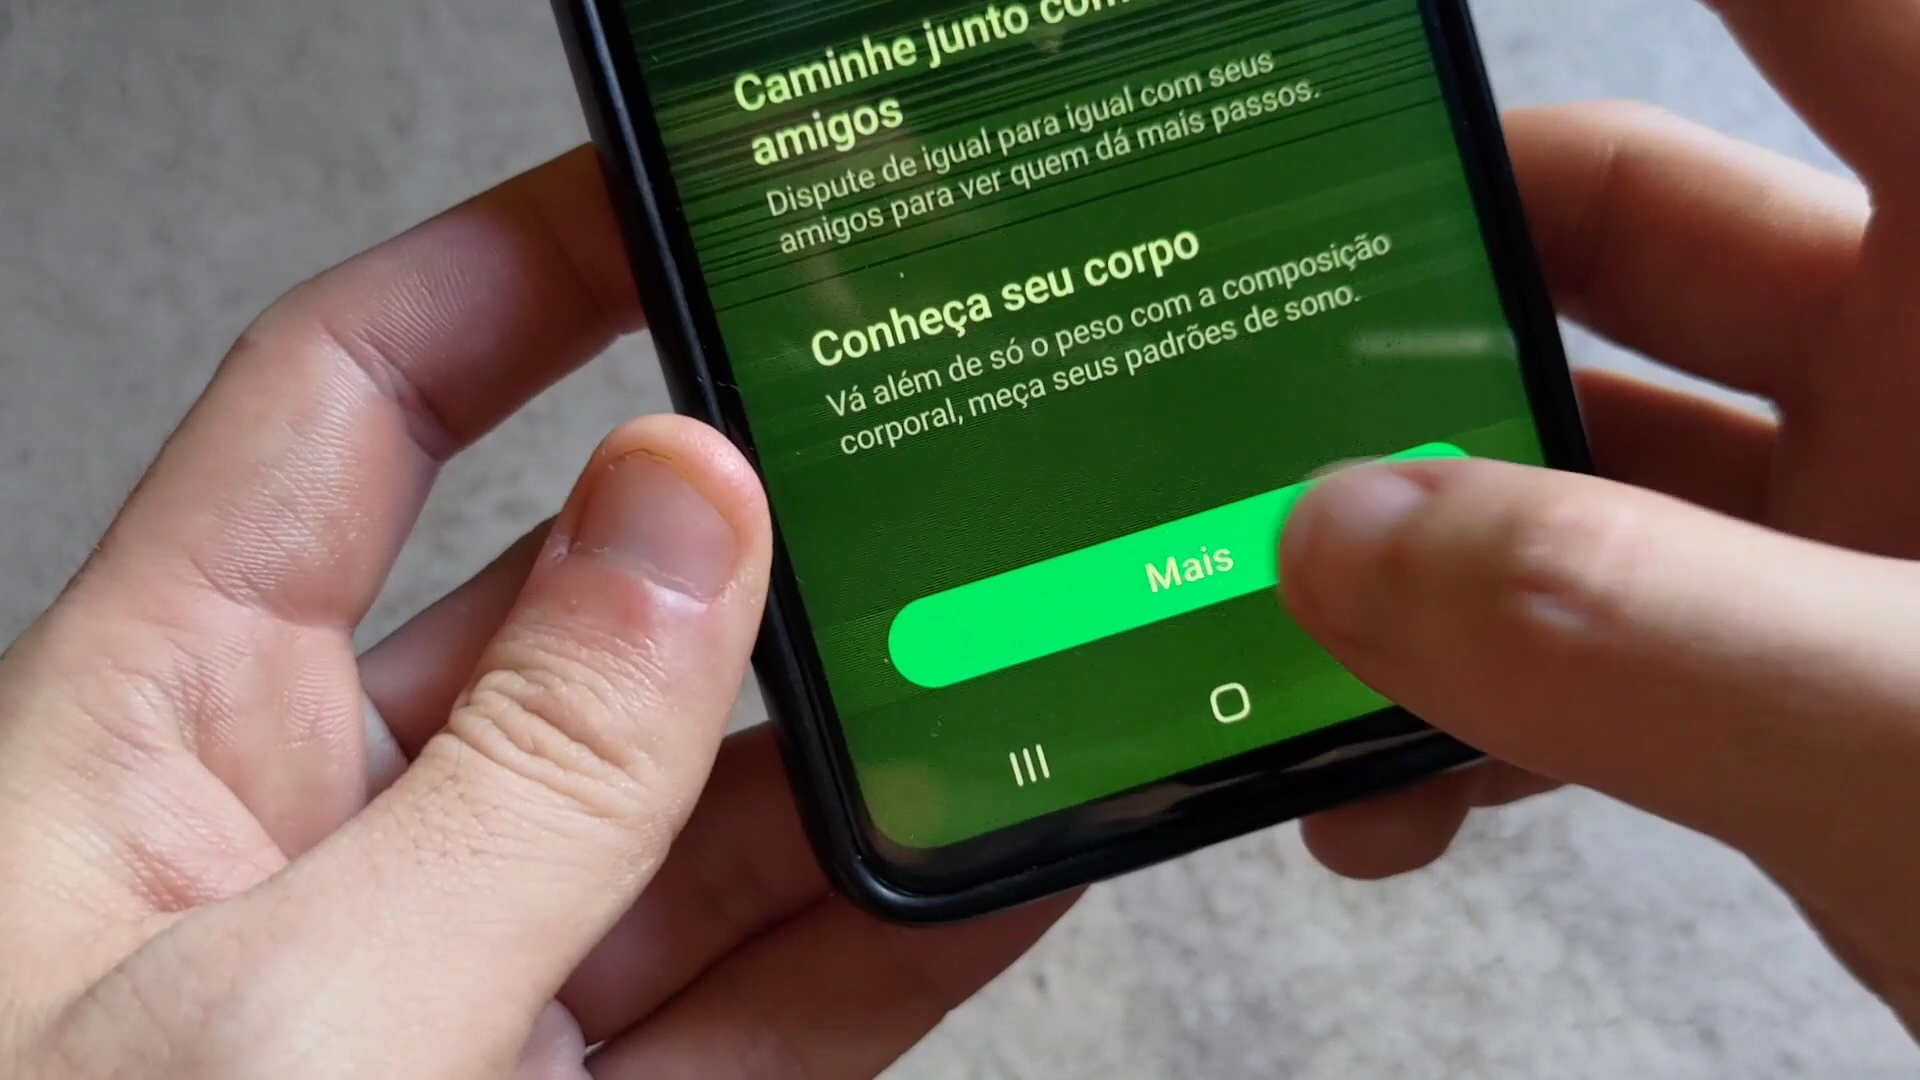 Caminhe junto com
amigos
Dispute de igual para igual com seus
amigos para ver quem dá mais passos.
Conheça seu corpo
Vá além de só o peso com a composição
corporal, meça seus padrões de sono.
Mais